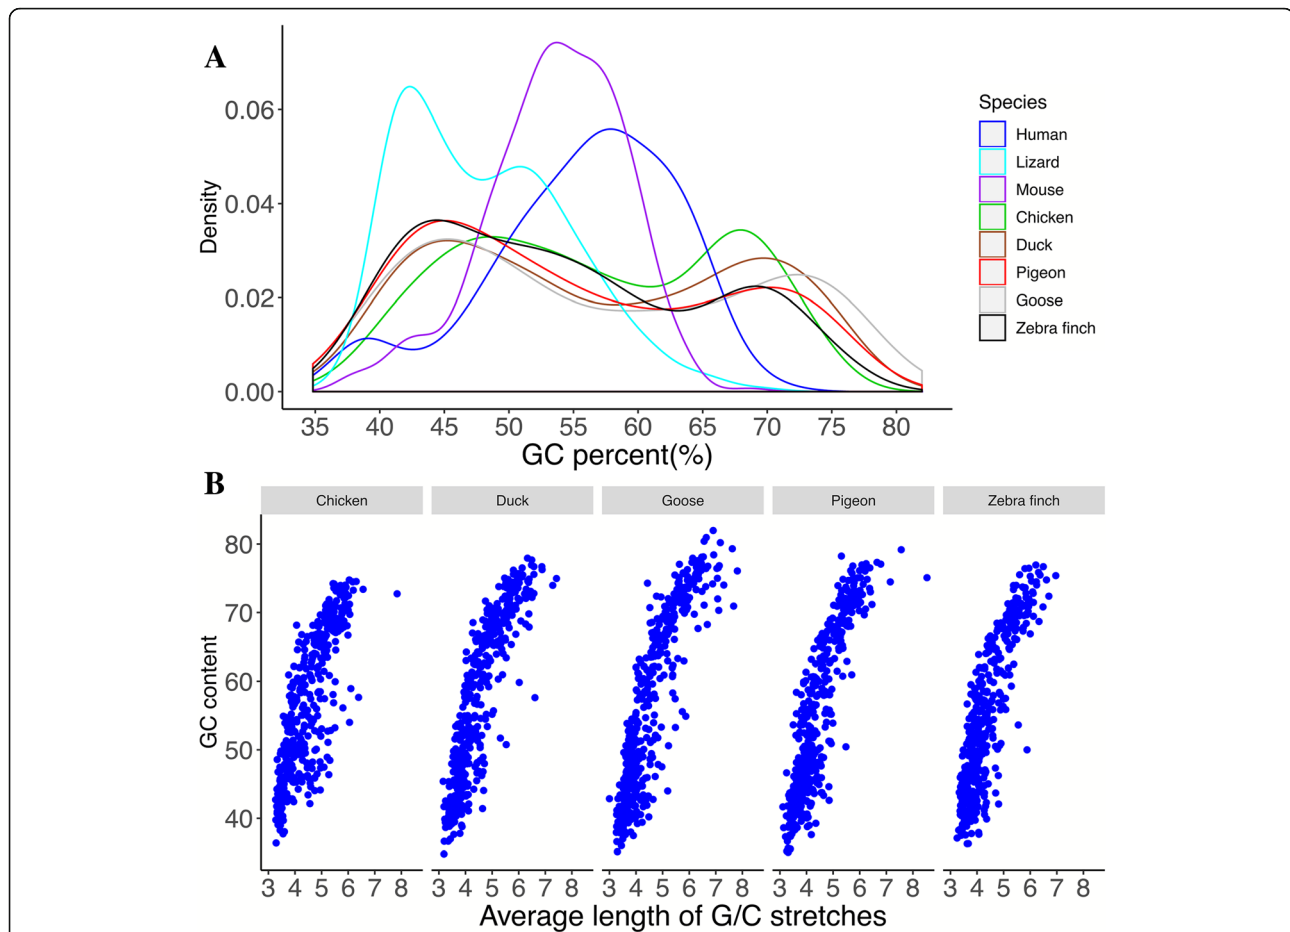 A
0.06
0.04
0.02
0.00
Density
35 40 45 50 55 60 65 70 75 80
GC percent(%)
Species
Human
Lizard
Mouse
Chicken
Duck
Pigeon
Goose
Zebra finch
B
Chicken Duck Goose Pigeon Zebra finch
80
70
60
50
40
GC content
3 4 5 6 7 8 3 4 5 6 7 8 3 4 5 6 7 8 3 4 5 6 7 8 3 4 5 6 7 8
Average length of G/C stretches